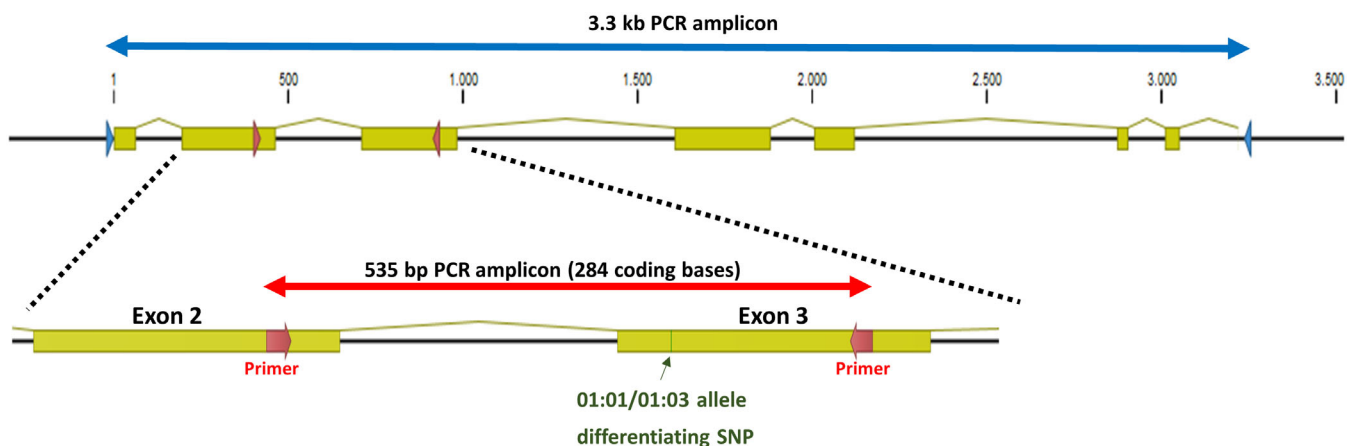 3.3 kb PCR amplicon
1 500 1.000 1.500 2.000 2.500 3.000 3.500
535 bp PCR amplicon (284 coding bases)
Exon 2 Exon 3
Primer Primer
01:01/01:03 allele
differentiating SNP